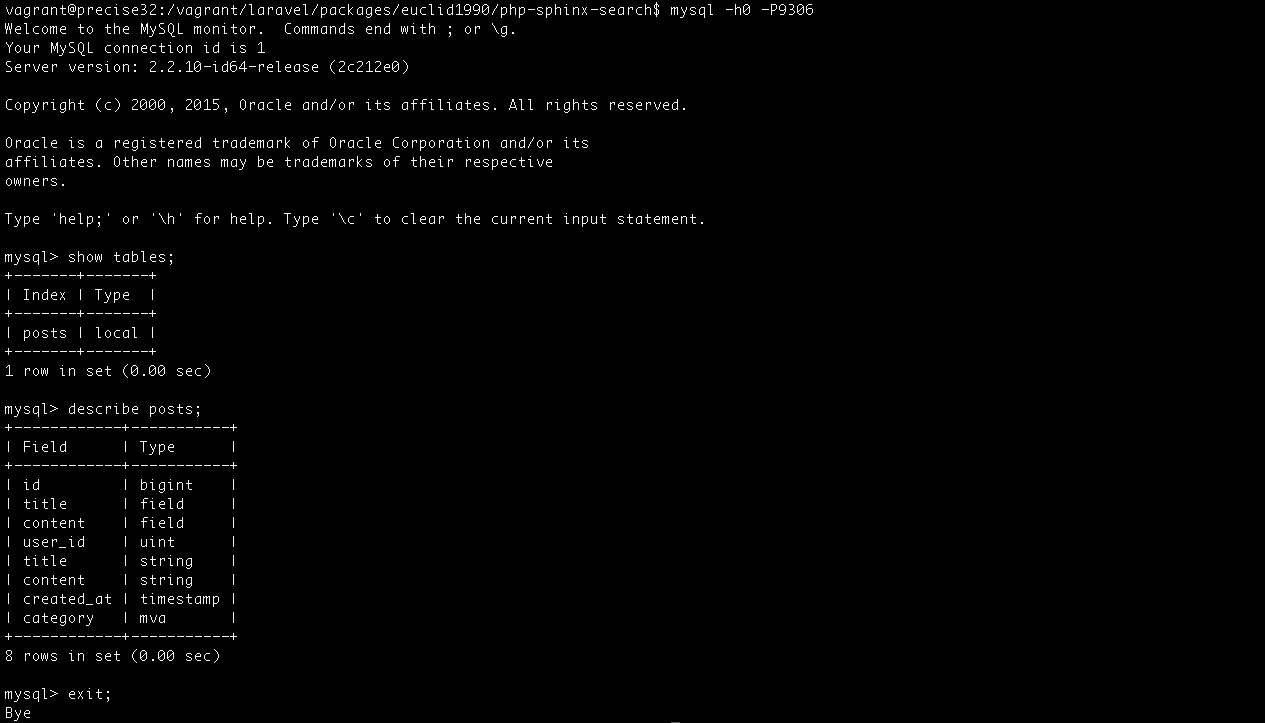 vagrant@precise32:/vagrant/laravel/packages/euclid1990/php-sphinx-search$ mysql -h0 -P9306
Welcome to the MySQL monitor.  Commands end with ; or \g.
Your MySQL connection id is 1
Server version: 2.2.10-id64-release (2c212e0)

Copyright (c) 2000, 2015, Oracle and/or its affiliates. All rights reserved.

Oracle is a registered trademark of Oracle Corporation and/or its
affiliates. Other names may be trademarks of their respective
owners.

Type 'help;' or '\h' for help. Type '\c' to clear the current input statement.

mysql> show tables;
+-------+-------+
| Index | Type  |
+-------+-------+
| posts | local |
+-------+-------+
1 row in set (0.00 sec)

mysql> describe posts;
+------------+-----------+
| Field      | Type      |
+------------+-----------+
| id         | bigint    |
| title      | field     |
| content    | field     |
| user_id    | uint      |
| title      | string    |
| content    | string    |
| created_at | timestamp |
| category   | mva       |
+------------+-----------+
8 rows in set (0.00 sec)

mysql> exit;
Bye